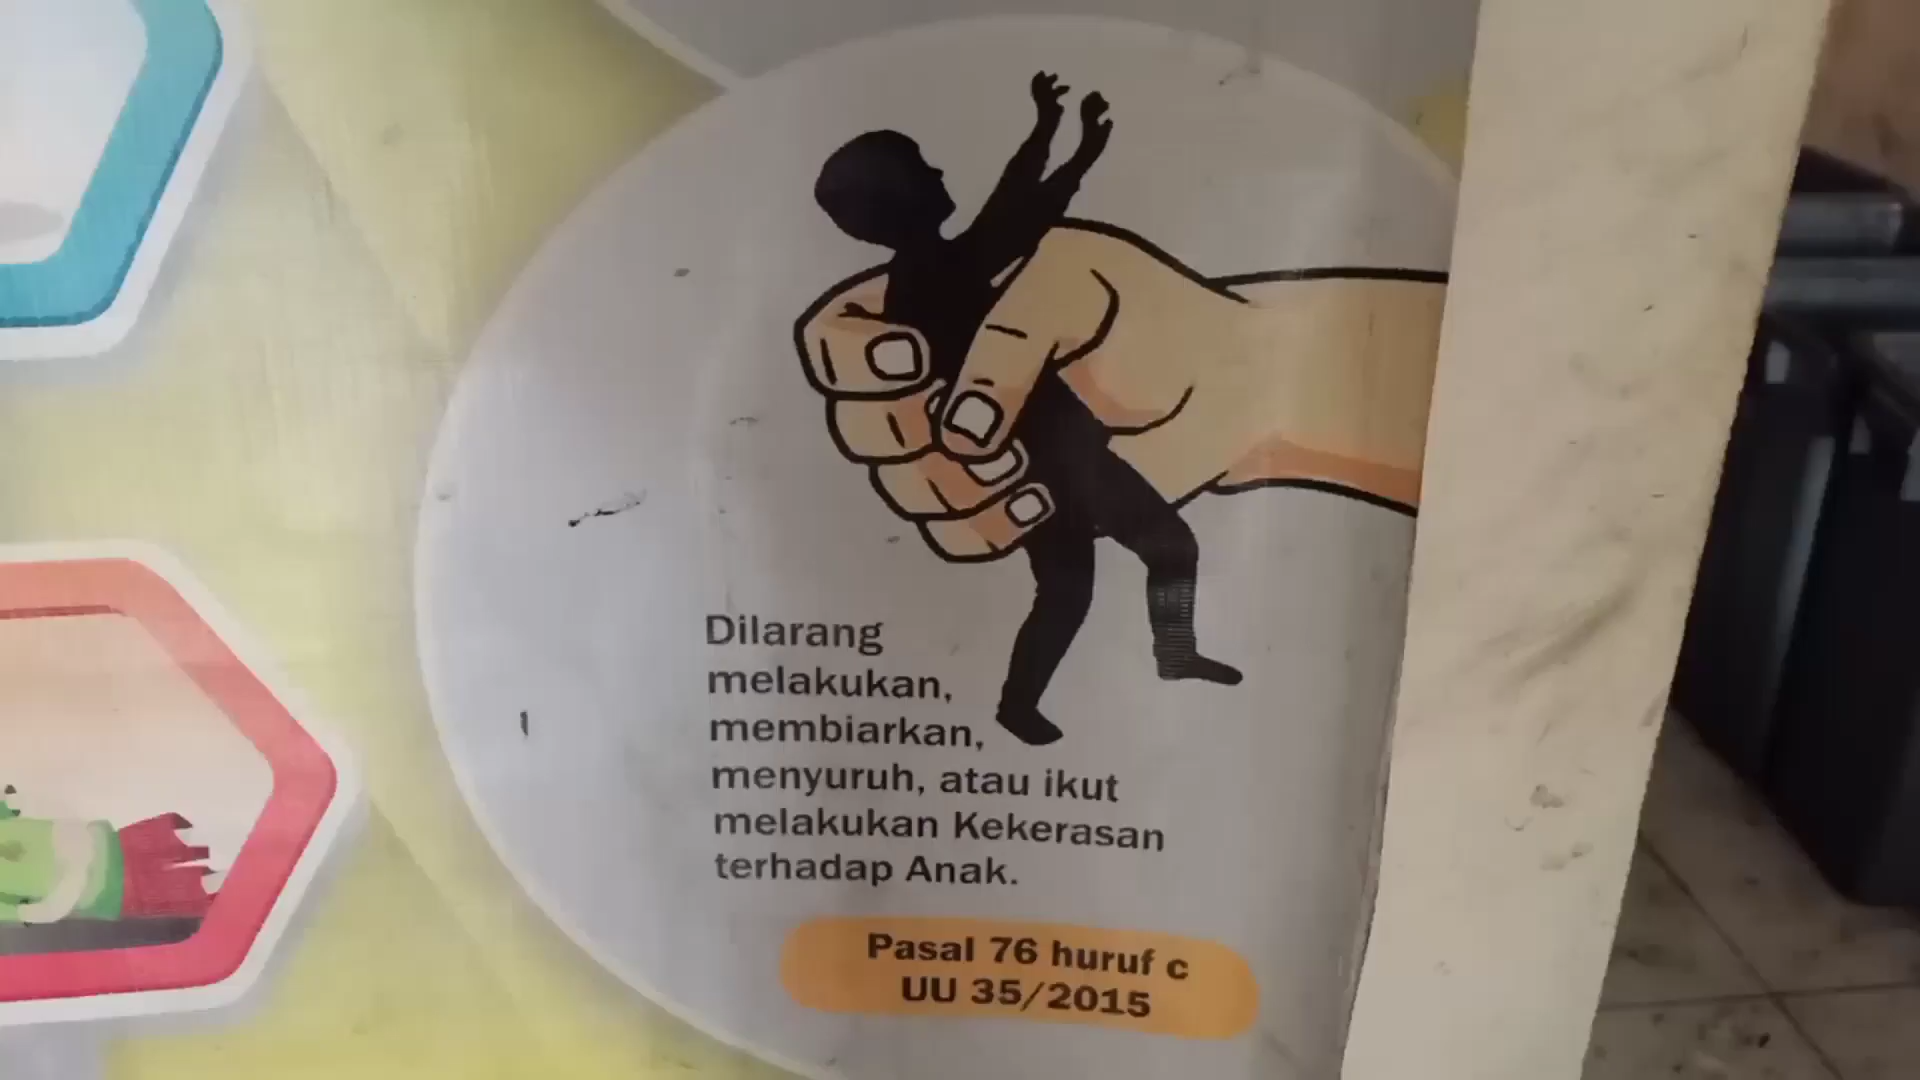 Dilarang
melakukan,
membiarkan,
menyuruh, atau ikut
melakukan Kekerasan
terhadap Anak.
Pasal 76 huruf c
UU 35/2015